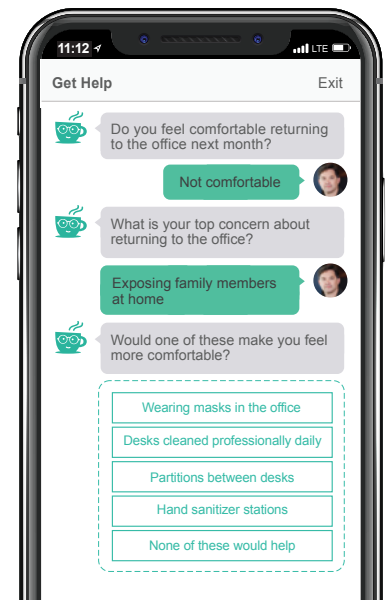 11:12
LTE
Get Help
Exit
Do you feel comfortable returning
to the office next month?
Not comfortable
What is your top concern about
returning to the office?
Exposing family members
at home
Would one of these make you feel
more comfortable?
Wearing masks in the office
Desks cleaned professionally daily
Partitions between desks
Hand sanitizer stations
None of these would help